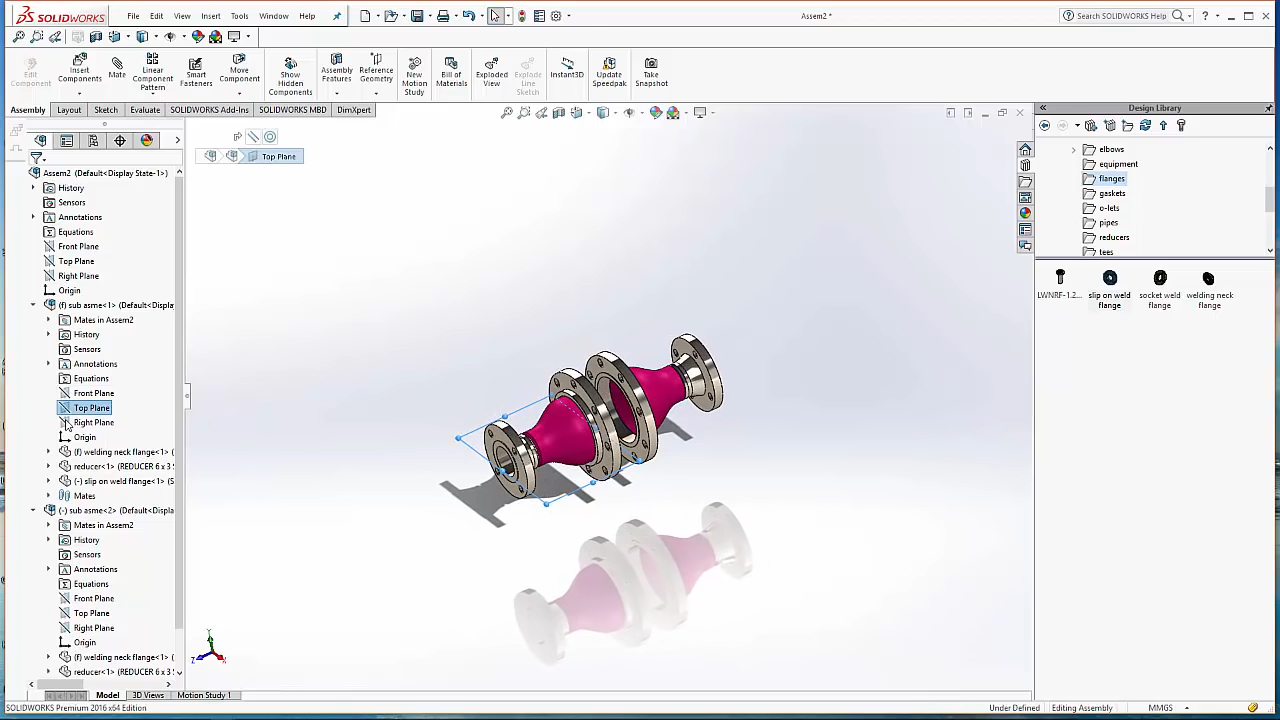 SOLIDWORKS File Edit View Insert Tools Window Help Assem2 * Search SOLIDWORKS Help
Edit Component
Insert Components
Mate
Linear Component Pattern
Smart Fasteners
Move Component
Show Hidden Components
Assembly Features
Reference Geometry
New Motion Study
Bill of Materials
Exploded View
Explode Line Sketch
Instant3D
Update Speedpak
Take Snapshot
Assembly Layout Sketch Evaluate SOLIDWORKS Add-Ins SOLIDWORKS MBD DimXpert
Design Library
Top Plane
Assem2 (Default<Display State-1>)
History
Sensors
Annotations
Equations
Front Plane
Top Plane
Right Plane
Origin
(f) sub asme<1> (Default<Display
Mates in Assem2
History
Sensors
Annotations
Equations
Front Plane
Top Plane
Right Plane
Origin
(f) welding neck flange<1> (
reducer<1> (REDUCER 6 x 3
(-) slip on weld flange<1> (
Mates
(-) sub asme<2> (Default<Display
Mates in Assem2
History
Sensors
Annotations
Equations
Front Plane
Top Plane
Right Plane
Origin
(f) welding neck flange<1> (
reducer<1> (REDUCER 6 x 3
elbows
equipment
flanges
gaskets
o-lets
pipes
reducers
tees
LWNRF-1.2...
slip on weld flange
socket weld flange
welding neck flange
Y
Z
X
Model 3D Views Motion Study 1
SOLIDWORKS Premium 2016 x64 Edition Under Defined Editing Assembly MMGS